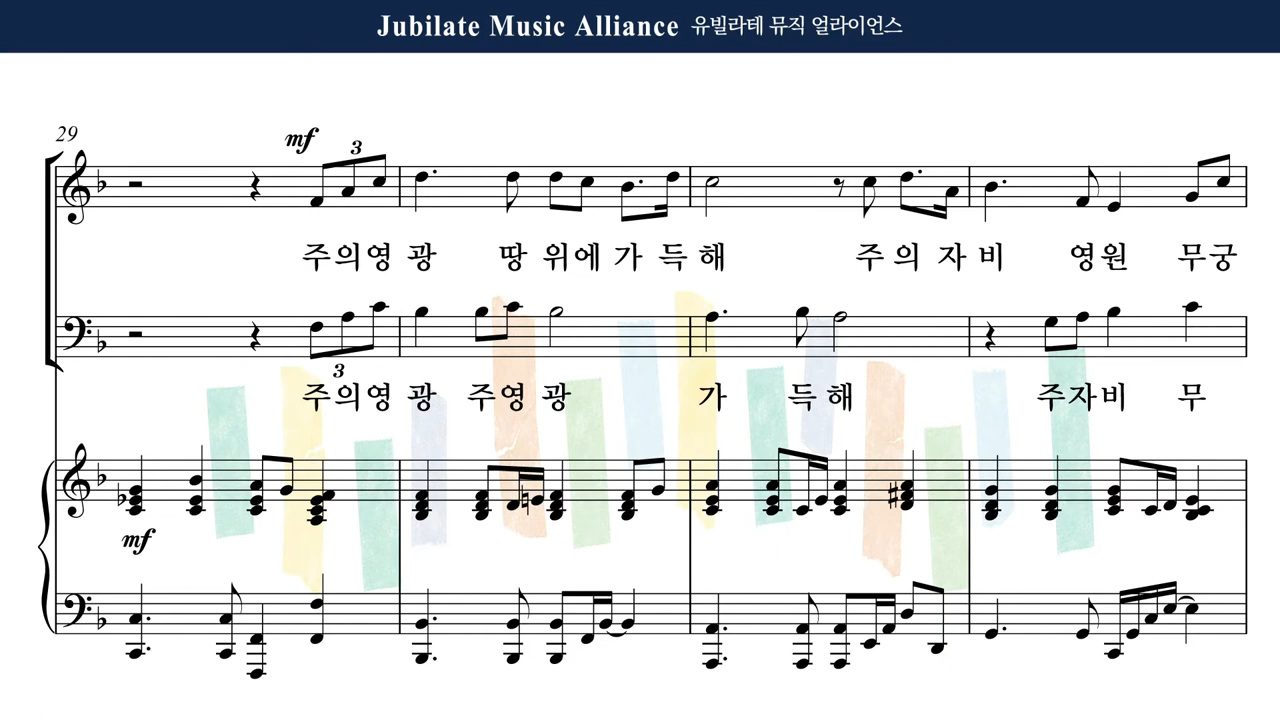 Jubilate Music Alliance 유빌라테 뮤직 얼라이언스
29
mf
3
주의영 광 땅 위에 가 득 해 주 의 자 비 영원 무궁
3
주의영 광 주영 광 가 득 해 주자비 무
mf